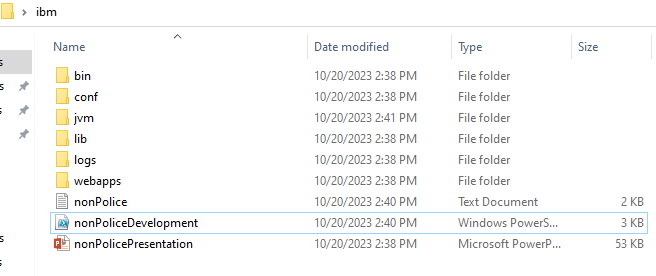 ibm
Name Date modified Type Size
bin 10/20/2023 2:38 PM File folder
conf 10/20/2023 2:38 PM File folder
jvm 10/20/2023 2:41 PM File folder
lib 10/20/2023 2:38 PM File folder
logs 10/20/2023 2:38 PM File folder
webapps 10/20/2023 2:38 PM File folder
nonPolice 10/20/2023 2:40 PM Text Document 2 KB
nonPoliceDevelopment 10/20/2023 2:40 PM Windows PowerS... 3 KB
nonPolicePresentation 10/20/2023 2:38 PM Microsoft PowerP... 53 KB